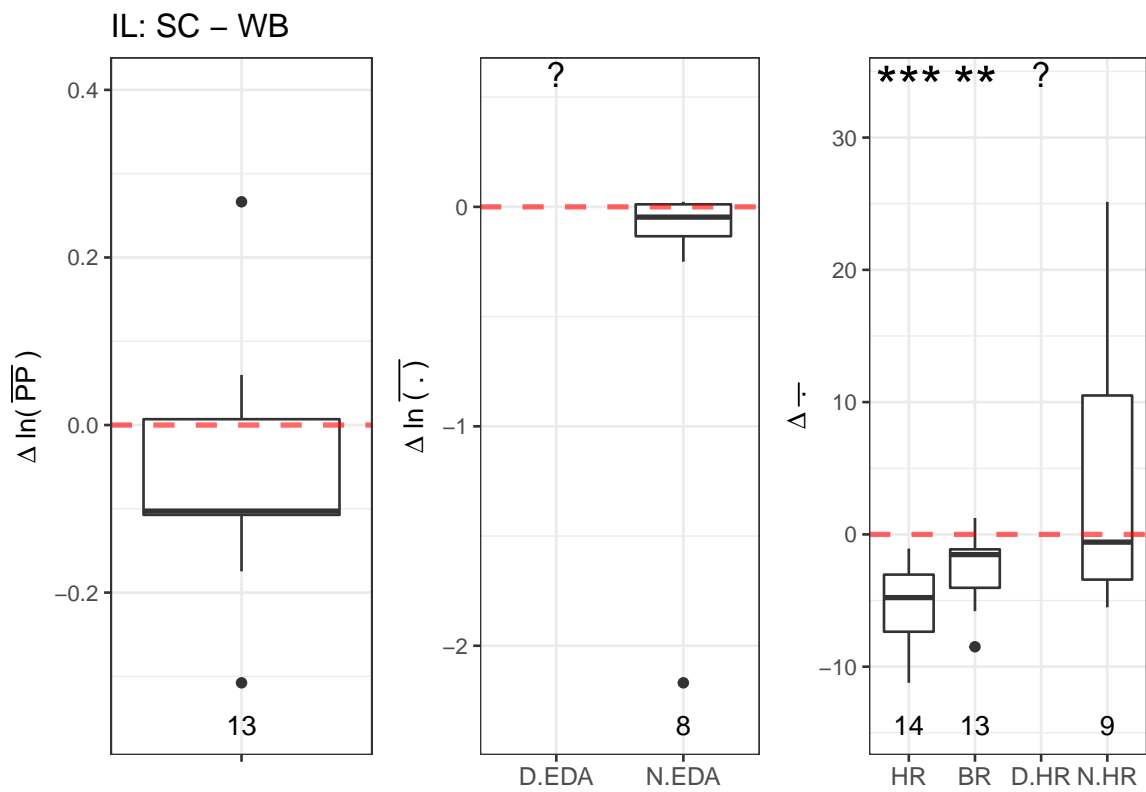 IL: SC − WB
Δ ln( PP )
0.4
0.2
0.0
−0.2
13
Δ ln ( . )
?
0
−1
−2
8
D.EDA N.EDA
Δ .
*** ** ?
30
20
10
0
−10
14 13 9
HR BR D.HR N.HR